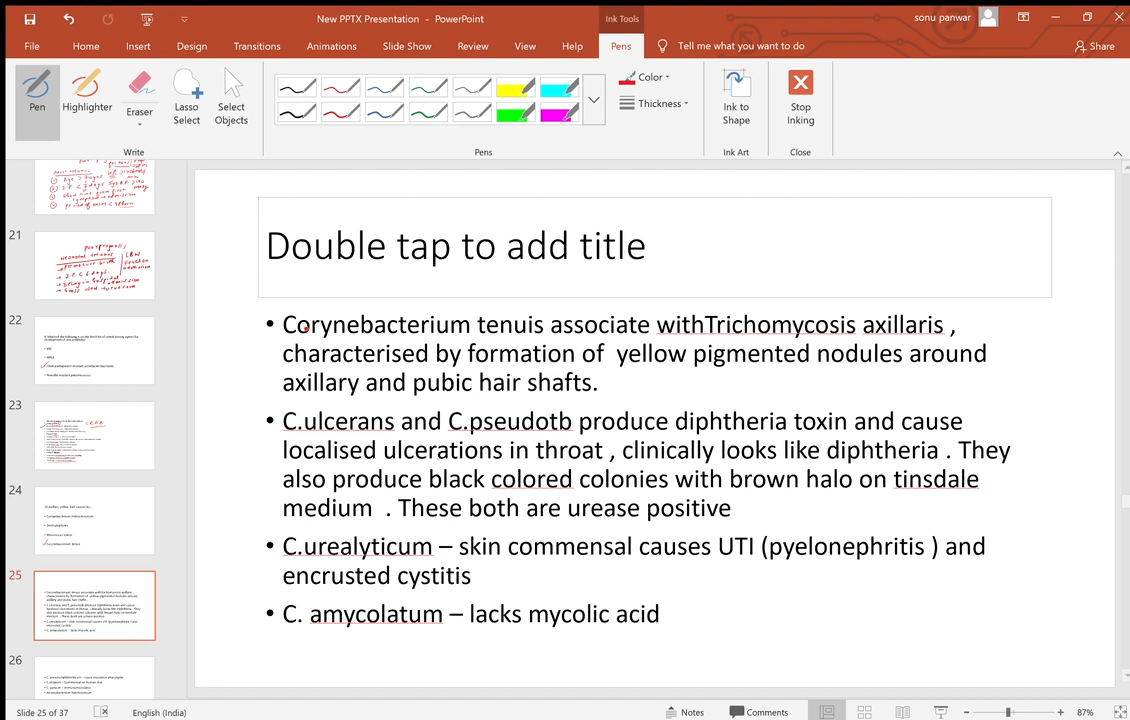 New PPTX Presentation - PowerPoint
Ink Tools
sonu panwar
File Home Insert Design Transitions Animations Slide Show Review View Help Pens Tell me what you want to do Share
Pen Highlighter Eraser Lasso Select Select Objects
Color
Thickness
Ink to Shape
Stop Inking
Write Pens Ink Art Close
21
22
23
24
25
26
Double tap to add title
• Corynebacterium tenuis associate withTrichomycosis axillaris ,
characterised by formation of yellow pigmented nodules around
axillary and pubic hair shafts.
• C.ulcerans and C.pseudotb produce diphtheria toxin and cause
localised ulcerations in throat , clinically looks like diphtheria . They
also produce black colored colonies with brown halo on tinsdale
medium . These both are urease positive
• C.urealyticum – skin commensal causes UTI (pyelonephritis ) and
encrusted cystitis
• C. amycolatum – lacks mycolic acid
Slide 25 of 37 English (India) Notes Comments 87%